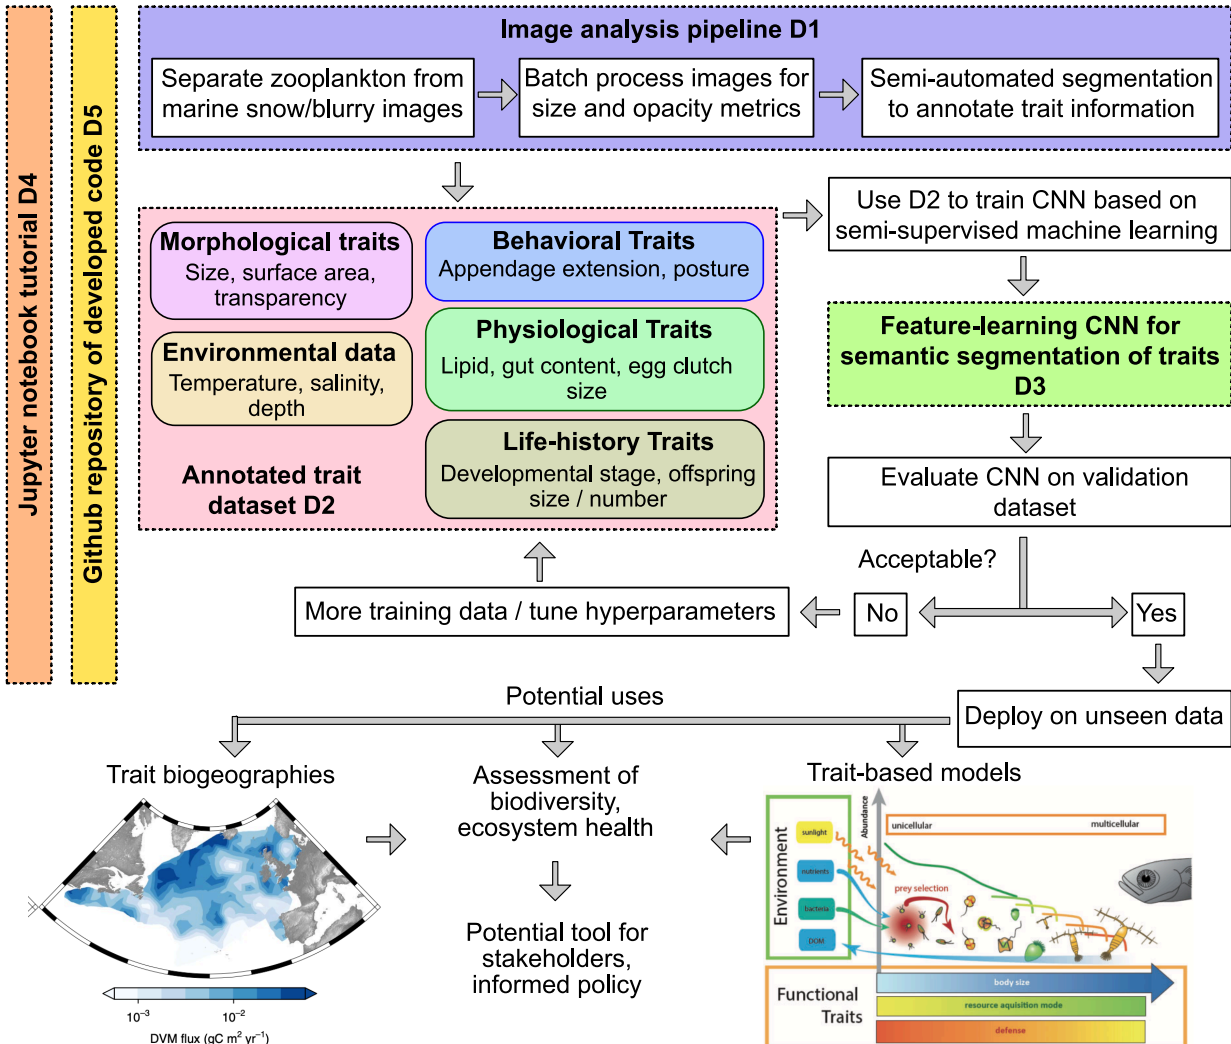 Jupyter notebook tutorial D4
Github repository of developed code D5
Image analysis pipeline D1
Separate zooplankton from
marine snow/blurry images
Batch process images for
size and opacity metrics
Semi-automated segmentation
to annotate trait information
Morphological traits
Size, surface area,
transparency
Behavioral Traits
Appendage extension, posture
Physiological Traits
Lipid, gut content, egg clutch
size
Environmental data
Temperature, salinity,
depth
Life-history Traits
Developmental stage, offspring
size / number
Annotated trait
dataset D2
Use D2 to train CNN based on
semi-supervised machine learning
Feature-learning CNN for
semantic segmentation of traits
D3
Evaluate CNN on validation
dataset
Acceptable?
No
Yes
More training data / tune hyperparameters
Deploy on unseen data
Potential uses
Trait biogeographies
Assessment of
biodiversity,
ecosystem health
Potential tool for
stakeholders,
informed policy
Trait-based models
10⁻³
10⁻²
DVM flux (gC m² yr⁻¹)
Environment
sunlight
nutrients
bacteria
DOM
Abundance
unicellular
multicellular
prey selection
Functional
Traits
body size
resource aquisition mode
defense